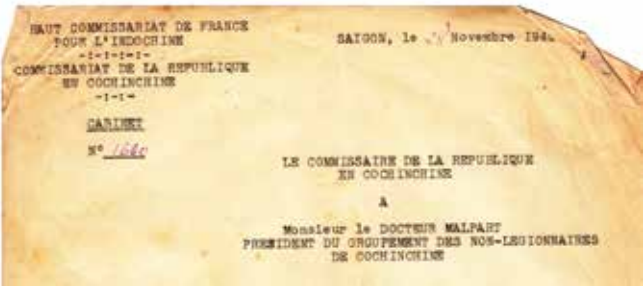 HAUT COMMISSARIAT DE FRANCE
POUR L'INDOCHINE
-:-:-:-:-
COMMISSARIAT DE LA REPUBLIQUE
EN COCHINCHINE
-:-:-
CABINET
N° 1660
SAIGON, le Novembre 194
LE COMMISSAIRE DE LA REPUBLIQUE
EN COCHINCHINE
A
Monsieur le DOCTEUR MALPART
PRESIDENT DU GROUPEMENT DES NON-LEGIONNAIRES
DE COCHINCHINE